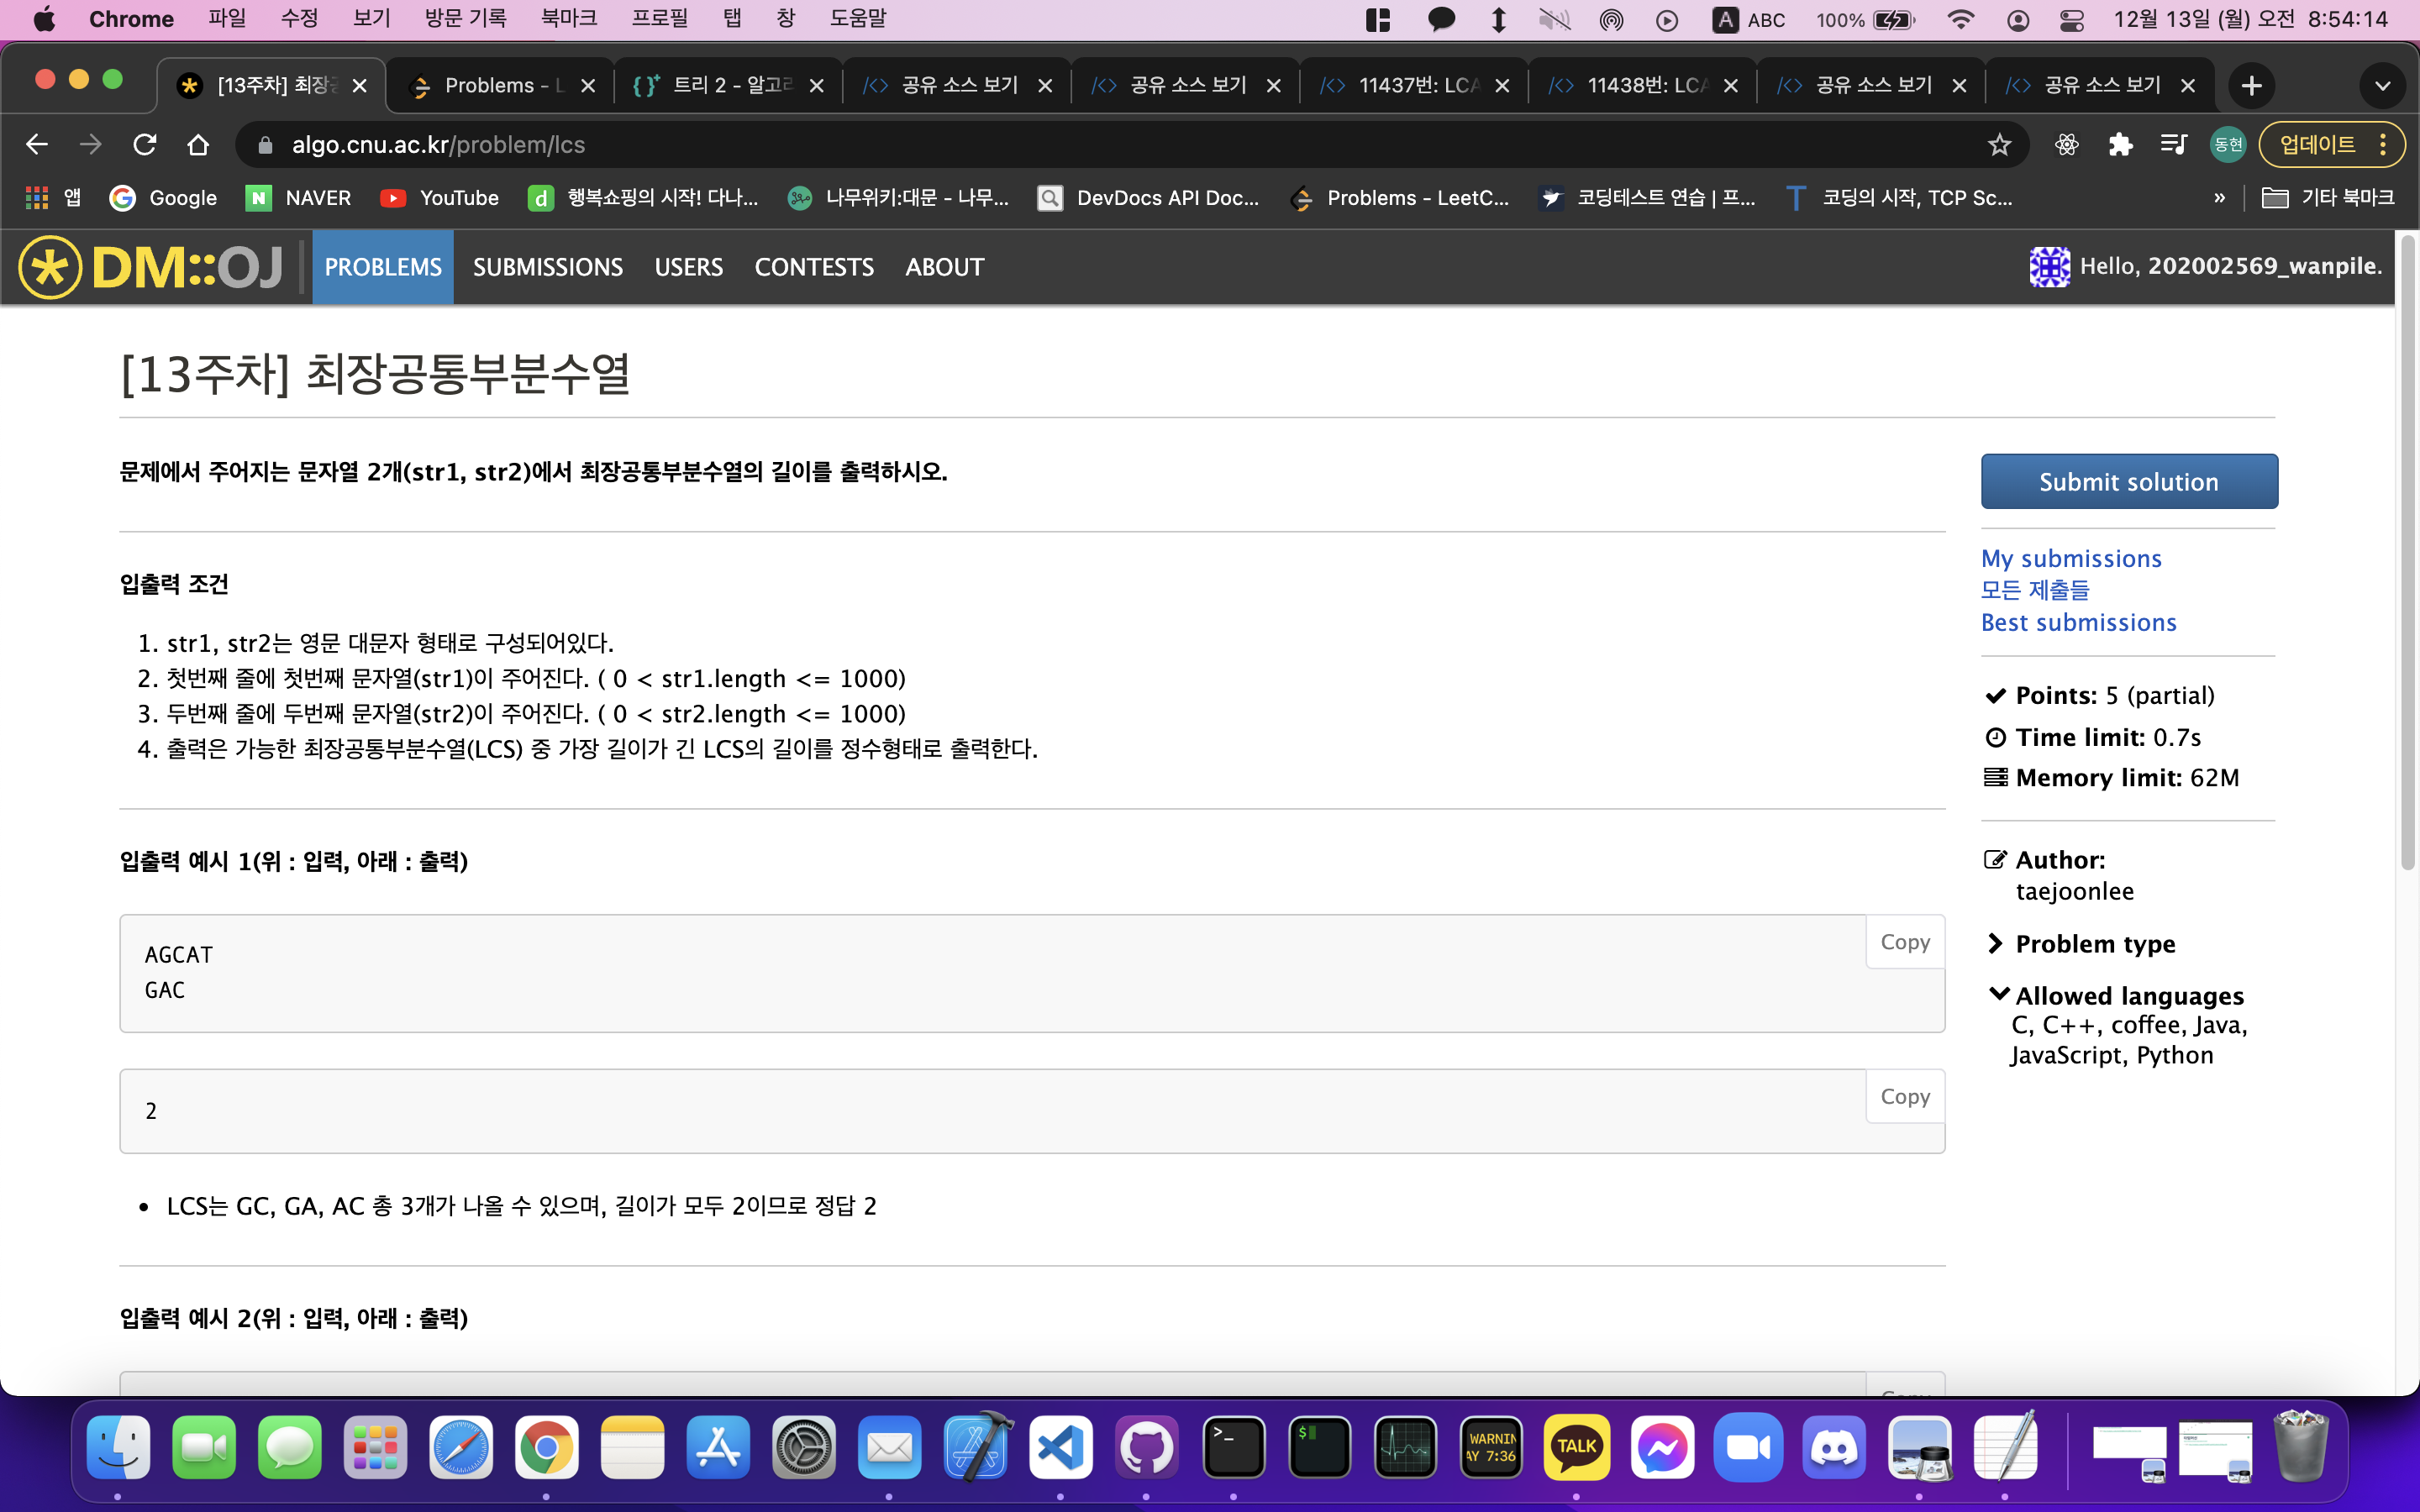 Chrome 파일 수정 보기 방문 기록 북마크 프로필 탭 창 도움말 A ABC 100% 12월 13일 (월) 오전 8:54:14
[13주차] 최장공 Problems - L 트리 2 - 알고리 공유 소스 보기 공유 소스 보기 11437번: LCA 11438번: LCA 공유 소스 보기 공유 소스 보기
algo.cnu.ac.kr/problem/lcs 동현 업데이트
앱 Google NAVER YouTube 행복쇼핑의 시작! 다나... 나무위키:대문 - 나무... DevDocs API Doc... Problems - LeetC... 코딩테스트 연습 | 프... 코딩의 시작, TCP Sc... » 기타 북마크
DM::OJ PROBLEMS SUBMISSIONS USERS CONTESTS ABOUT Hello, 202002569_wanpile.
[13주차] 최장공통부분수열
문제에서 주어지는 문자열 2개(str1, str2)에서 최장공통부분수열의 길이를 출력하시오.
입출력 조건
1. str1, str2는 영문 대문자 형태로 구성되어있다.
2. 첫번째 줄에 첫번째 문자열(str1)이 주어진다. ( 0 < str1.length <= 1000)
3. 두번째 줄에 두번째 문자열(str2)이 주어진다. ( 0 < str2.length <= 1000)
4. 출력은 가능한 최장공통부분수열(LCS) 중 가장 길이가 긴 LCS의 길이를 정수형태로 출력한다.
입출력 예시 1(위 : 입력, 아래 : 출력)
Copy
AGCAT
GAC
Copy
2
• LCS는 GC, GA, AC 총 3개가 나올 수 있으며, 길이가 모두 2이므로 정답 2
입출력 예시 2(위 : 입력, 아래 : 출력)
Submit solution
My submissions
모든 제출들
Best submissions
Points: 5 (partial)
Time limit: 0.7s
Memory limit: 62M
Author:
taejoonlee
Problem type
Allowed languages
C, C++, coffee, Java,
JavaScript, Python
WARNIN
AY 7:36
TALK